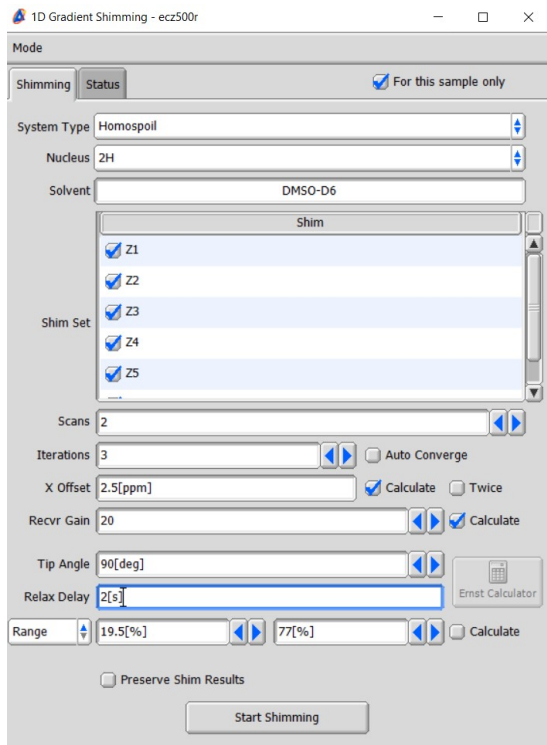 1D Gradient Shimming - ecz500r
Mode
Shimming Status For this sample only
System Type Homospoil
Nucleus 2H
Solvent DMSO-D6
Shim
Z1
Z2
Z3
Shim Set
Z4
Z5
Scans 2
Iterations 3 Auto Converge
X Offset 2.5[ppm] Calculate Twice
Recvr Gain 20 Calculate
Tip Angle 90[deg]
Relax Delay 2[s] Ernst Calculator
Range 19.5[%] 77[%] Calculate
Preserve Shim Results
Start Shimming